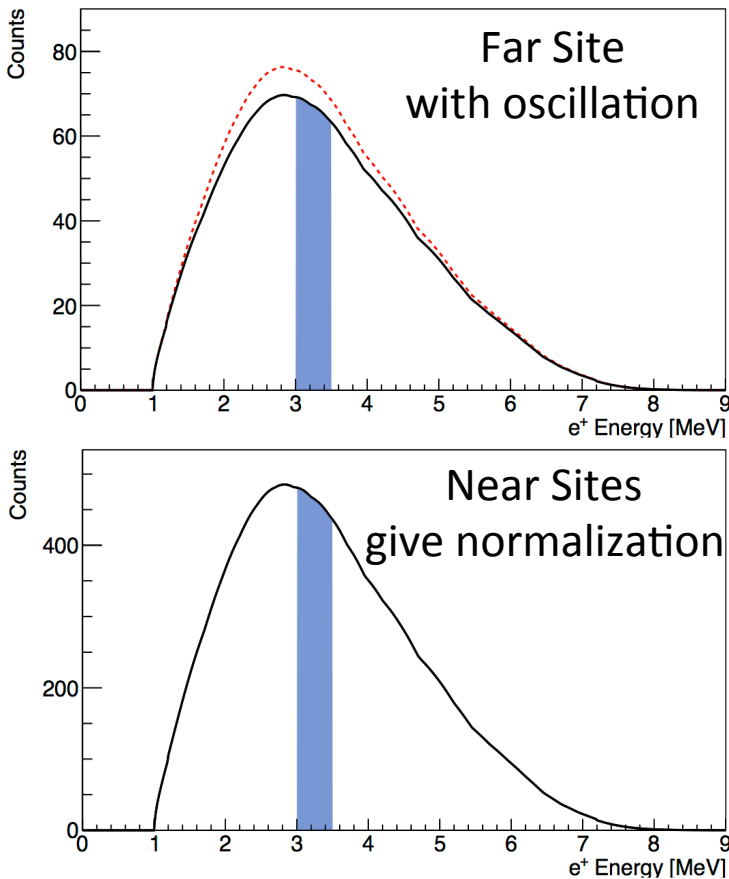 Counts
Far Site
with oscillation
80
60
40
20
0
0 1 2 3 4 5 6 7 8 9
e+ Energy [MeV]
Counts
Near Sites
give normalization
400
200
0
0 1 2 3 4 5 6 7 8 9
e+ Energy [MeV]